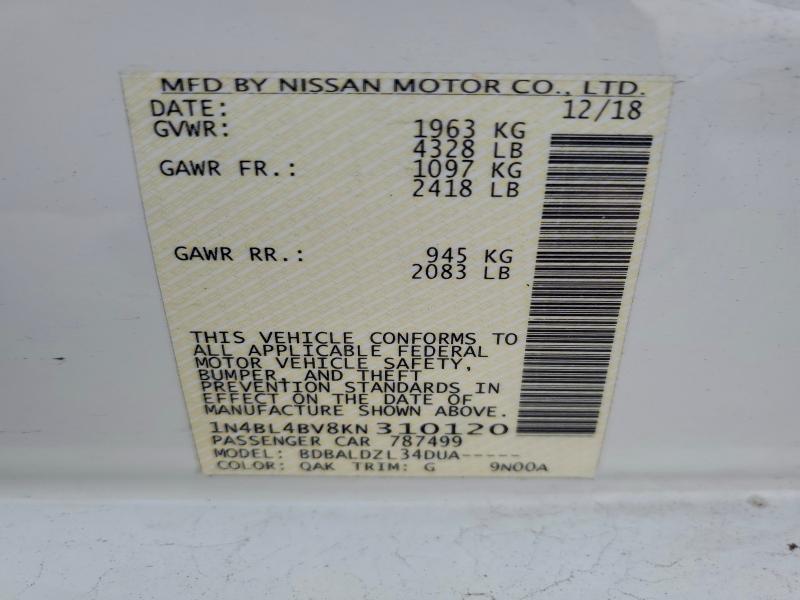 MFD BY NISSAN MOTOR CO., LTD.
DATE: 12/18
GVWR: 1963 KG
4328 LB
GAWR FR.: 1097 KG
2418 LB
GAWR RR.: 945 KG
2083 LB
THIS VEHICLE CONFORMS TO
ALL APPLICABLE FEDERAL
MOTOR VEHICLE SAFETY,
BUMPER, AND THEFT
PREVENTION STANDARDS IN
EFFECT ON THE DATE OF
MANUFACTURE SHOWN ABOVE.
1N4BL4BV8KN310120
PASSENGER CAR 787499
MODEL: BDBALDZL34DUA-----
COLOR: QAK TRIM: G 9N00A